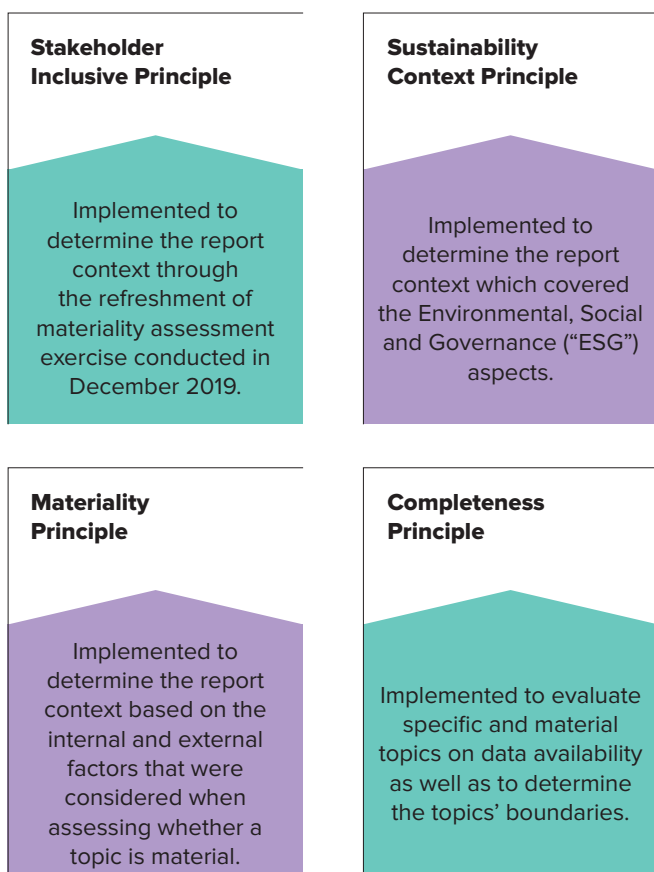 Stakeholder
Inclusive Principle
Implemented to
determine the report
context through
the refreshment of
materiality assessment
exercise conducted in
December 2019.
Sustainability
Context Principle
Implemented to
determine the report
context which covered
the Environmental, Social
and Governance (“ESG”)
aspects.
Materiality
Principle
Implemented to
determine the report
context based on the
internal and external
factors that were
considered when
assessing whether a
topic is material.
Completeness
Principle
Implemented to evaluate
specific and material
topics on data availability
as well as to determine
the topics’ boundaries.